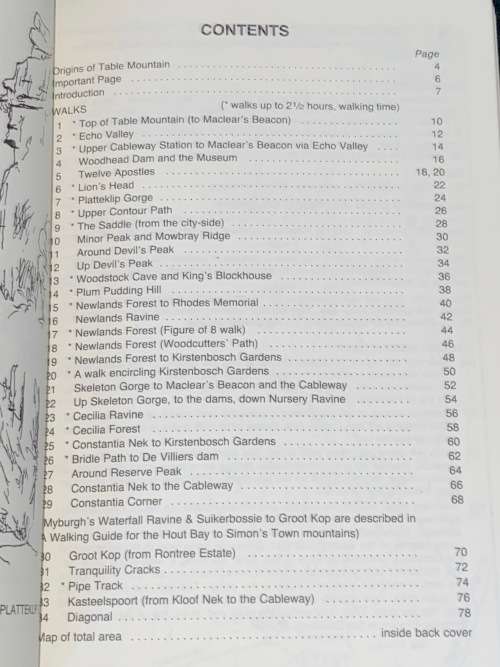 CONTENTS
Page
Origins of Table Mountain 4
Important Page 6
Introduction 7
WALKS (* walks up to 2½ hours, walking time)
1 * Top of Table Mountain (to Maclear's Beacon) 10
2 * Echo Valley 12
3 * Upper Cableway Station to Maclear's Beacon via Echo Valley 14
4 Woodhead Dam and the Museum 16
5 Twelve Apostles 18, 20
6 * Lion's Head 22
7 * Platteklip Gorge 24
8 * Upper Contour Path 26
9 * The Saddle (from the city-side) 28
10 Minor Peak and Mowbray Ridge 30
11 Around Devil's Peak 32
12 Up Devil's Peak 34
13 * Woodstock Cave and King's Blockhouse 36
14 * Plum Pudding Hill 38
15 * Newlands Forest to Rhodes Memorial 40
16 Newlands Ravine 42
17 * Newlands Forest (Figure of 8 walk) 44
18 * Newlands Forest (Woodcutters' Path) 46
19 * Newlands Forest to Kirstenbosch Gardens 48
20 * A walk encircling Kirstenbosch Gardens 50
21 Skeleton Gorge to Maclear's Beacon and the Cableway 52
22 Up Skeleton Gorge, to the dams, down Nursery Ravine 54
23 * Cecilia Ravine 56
24 * Cecilia Forest 58
25 * Constantia Nek to Kirstenbosch Gardens 60
26 * Bridle Path to De Villiers dam 62
27 Around Reserve Peak 64
28 Constantia Nek to the Cableway 66
29 Constantia Corner 68
Myburgh's Waterfall Ravine & Suikerbossie to Groot Kop are described in
A Walking Guide for the Hout Bay to Simon's Town mountains)
30 Groot Kop (from Rontree Estate) 70
31 Tranquility Cracks 72
32 * Pipe Track 74
33 Kasteelspoort (from Kloof Nek to the Cableway) 76
34 Diagonal 78
Map of total area inside back cover